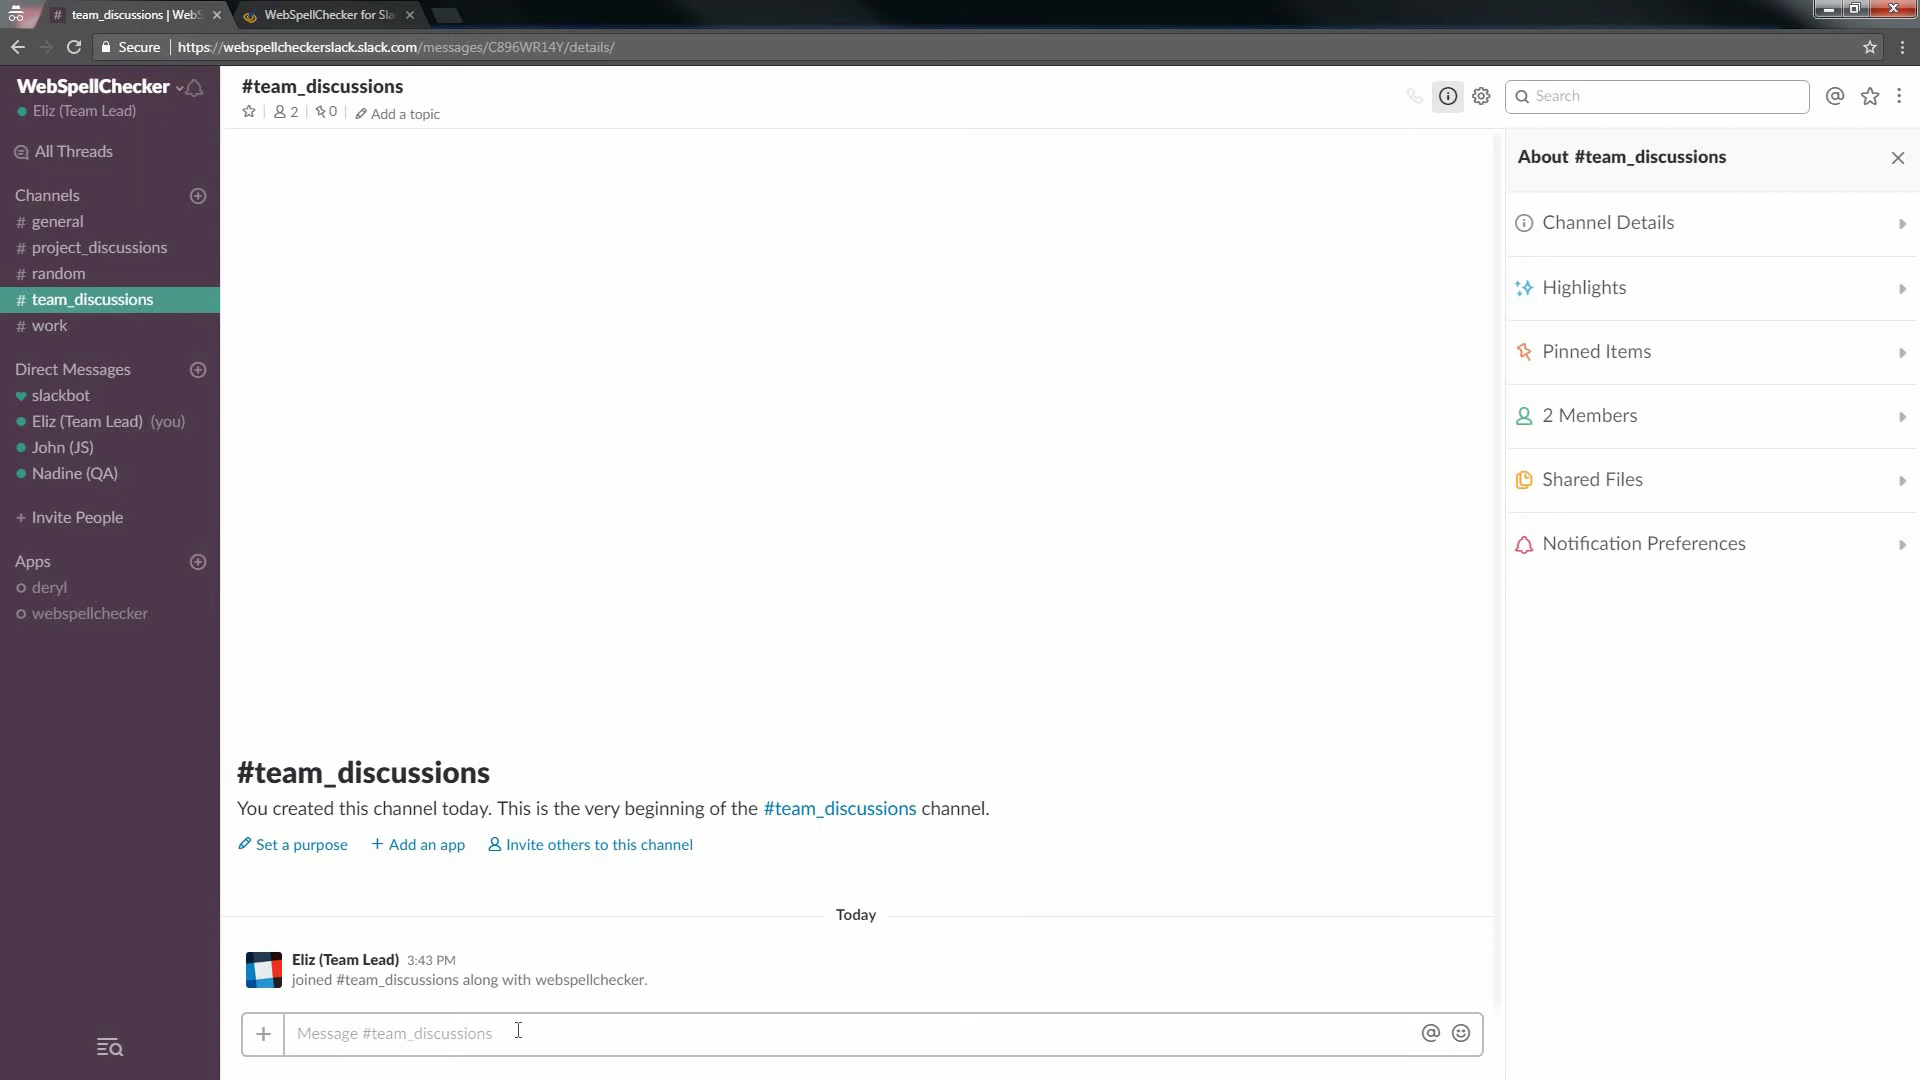 team_discussions | WebS
WebSpellChecker for Sla
Secure
https://webspellcheckerslack.slack.com/messages/C896WR14Y/details/
WebSpellChecker
Eliz (Team Lead)
All Threads
Channels
# general
# project_discussions
# random
# team_discussions
# work
Direct Messages
slackbot
Eliz (Team Lead) (you)
John (JS)
Nadine (QA)
+ Invite People
Apps
deryl
webspellchecker
#team_discussions
2
0
Add a topic
Search
#team_discussions
You created this channel today. This is the very beginning of the #team_discussions channel.
Set a purpose
+ Add an app
Invite others to this channel
Today
Eliz (Team Lead) 3:43 PM
joined #team_discussions along with webspellchecker.
Message #team_discussions
About #team_discussions
Channel Details
Highlights
Pinned Items
2 Members
Shared Files
Notification Preferences